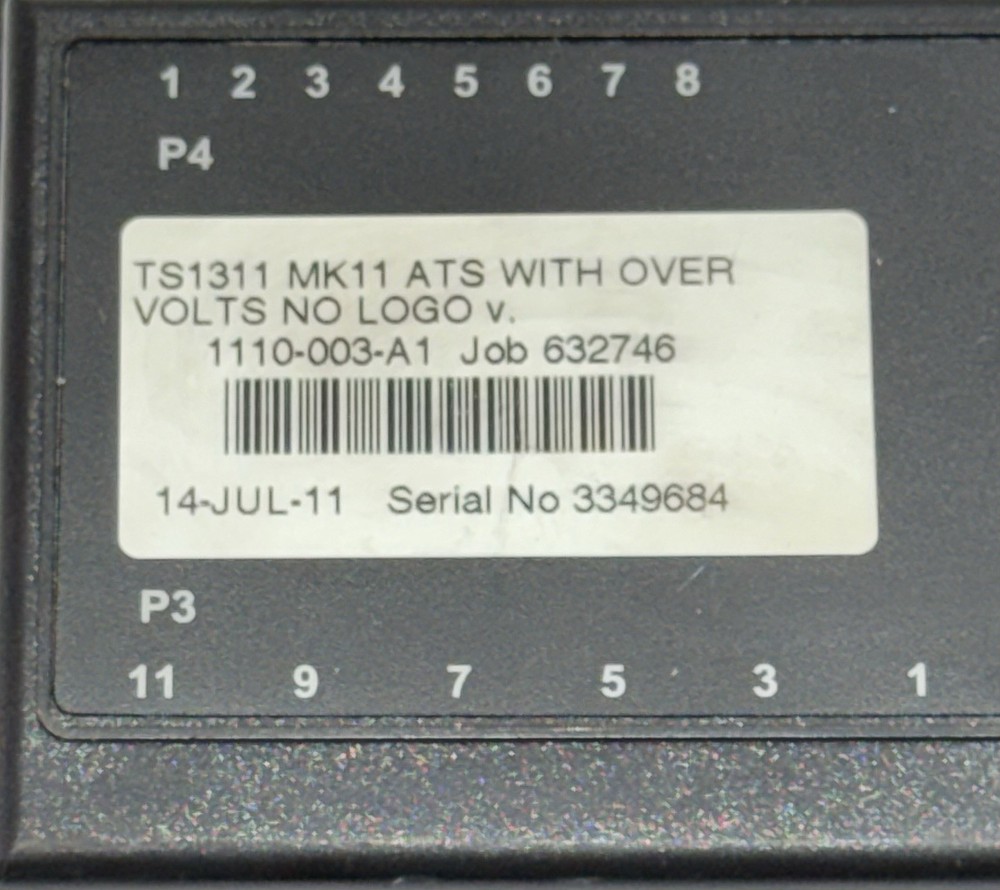 1 2 3 4 5 6 7 8
P4
TS1311 MK11 ATS WITH OVER
VOLTS NO LOGO v.
1110-003-A1 Job 632746
14-JUL-11 Serial No 3349684
P3
11 9 7 5 3 1